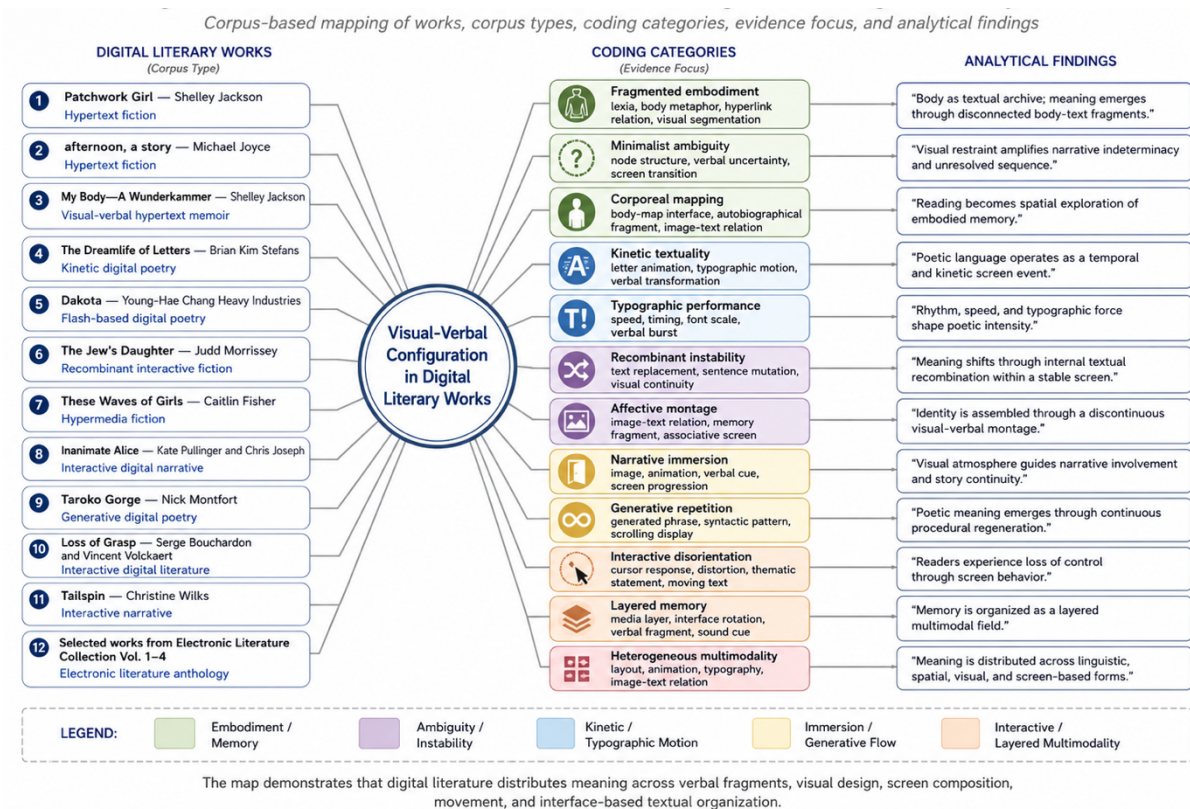 Corpus-based mapping of works, corpus types, coding categories, evidence focus, and analytical findings
DIGITAL LITERARY WORKS
(Corpus Type)
1
Patchwork Girl — Shelley Jackson
Hypertext fiction
2
afternoon, a story — Michael Joyce
Hypertext fiction
3
My Body—A Wunderkammer — Shelley Jackson
Visual-verbal hypertext memoir
4
The Dreamlife of Letters — Brian Kim Stefans
Kinetic digital poetry
5
Dakota — Young-Hae Chang Heavy Industries
Flash-based digital poetry
6
The Jew's Daughter — Judd Morrissey
Recombinant interactive fiction
7
These Waves of Girls — Caitlin Fisher
Hypermedia fiction
8
Inanimate Alice — Kate Pullinger and Chris Joseph
Interactive digital narrative
9
Taroko Gorge — Nick Montfort
Generative digital poetry
10
Loss of Grasp — Serge Bouchardon
and Vincent Volckaert
Interactive digital literature
11
Tailspin — Christine Wilks
Interactive narrative
12
Selected works from Electronic Literature
Collection Vol. 1–4
Electronic literature anthology
Visual-Verbal
Configuration
in Digital
Literary Works
CODING CATEGORIES
(Evidence Focus)
Fragmented embodiment
lexia, body metaphor, hyperlink
relation, visual segmentation
?
Minimalist ambiguity
node structure, verbal uncertainty,
screen transition
Corporeal mapping
body-map interface, autobiographical
fragment, image-text relation
A
Kinetic textuality
letter animation, typographic motion,
verbal transformation
T!
Typographic performance
speed, timing, font scale,
verbal burst
Recombinant instability
text replacement, sentence mutation,
visual continuity
Affective montage
image-text relation, memory
fragment, associative screen
Narrative immersion
image, animation, verbal cue,
screen progression
Generative repetition
generated phrase, syntactic pattern,
scrolling display
Interactive disorientation
cursor response, distortion, thematic
statement, moving text
Layered memory
media layer, interface rotation,
verbal fragment, sound cue
Heterogeneous multimodality
layout, animation, typography,
image-text relation
ANALYTICAL FINDINGS
“Body as textual archive; meaning emerges
through disconnected body-text fragments.”
“Visual restraint amplifies narrative indeterminacy
and unresolved sequence.”
“Reading becomes spatial exploration of
embodied memory.”
“Poetic language operates as a temporal
and kinetic screen event.”
“Rhythm, speed, and typographic force
shape poetic intensity.”
“Meaning shifts through internal textual
recombination within a stable screen.”
“Identity is assembled through a discontinuous
visual-verbal montage.”
“Visual atmosphere guides narrative involvement
and story continuity.”
“Poetic meaning emerges through continuous
procedural regeneration.”
“Readers experience loss of control
through screen behavior.”
“Memory is organized as a layered
multimodal field.”
“Meaning is distributed across linguistic,
spatial, visual, and screen-based forms.”
LEGEND:
Embodiment /
Memory
Ambiguity /
Instability
Kinetic /
Typographic Motion
Immersion /
Generative Flow
Interactive /
Layered Multimodality
The map demonstrates that digital literature distributes meaning across verbal fragments, visual design, screen composition,
movement, and interface-based textual organization.